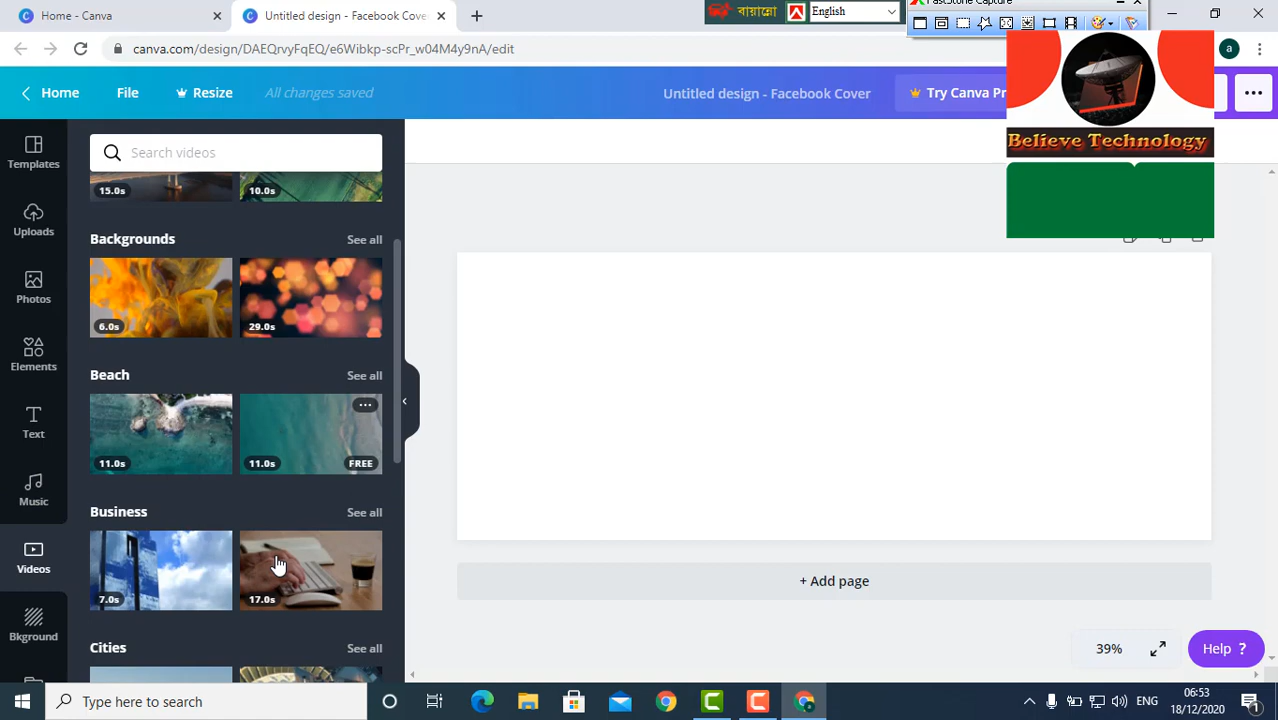 Home - Canva
Untitled design - Facebook Cover
বায়ান্নো
English
FastStone Capture
canva.com/design/DAEQrvyFqEQ/e6Wibkp-scPr_w04M4y9nA/edit
a
Home
File
Resize
All changes saved
Untitled design - Facebook Cover
Try Canva Pr
Believe Technology
Templates
Uploads
Photos
Elements
Text
Music
Videos
Bkground
Search videos
15.0s
10.0s
Backgrounds
See all
6.0s
29.0s
Beach
See all
11.0s
11.0s
FREE
Business
See all
7.0s
17.0s
Cities
See all
+ Add page
39%
Help ?
Type here to search
ENG
06:53
18/12/2020
1